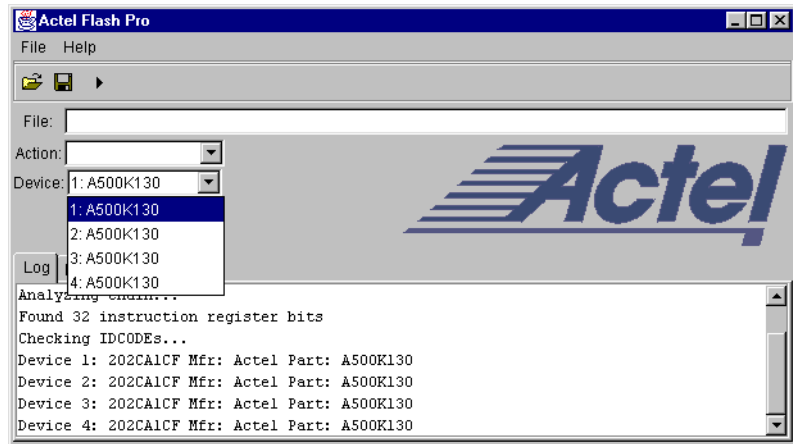 Actel Flash Pro
File Help
File:
Action:
Device: 1: A500K130
1: A500K130
2: A500K130
3: A500K130
4: A500K130
Actel
Log
Analyzing chain...
Found 32 instruction register bits
Checking IDCODEs...
Device 1: 202CA1CF Mfr: Actel Part: A500K130
Device 2: 202CA1CF Mfr: Actel Part: A500K130
Device 3: 202CA1CF Mfr: Actel Part: A500K130
Device 4: 202CA1CF Mfr: Actel Part: A500K130